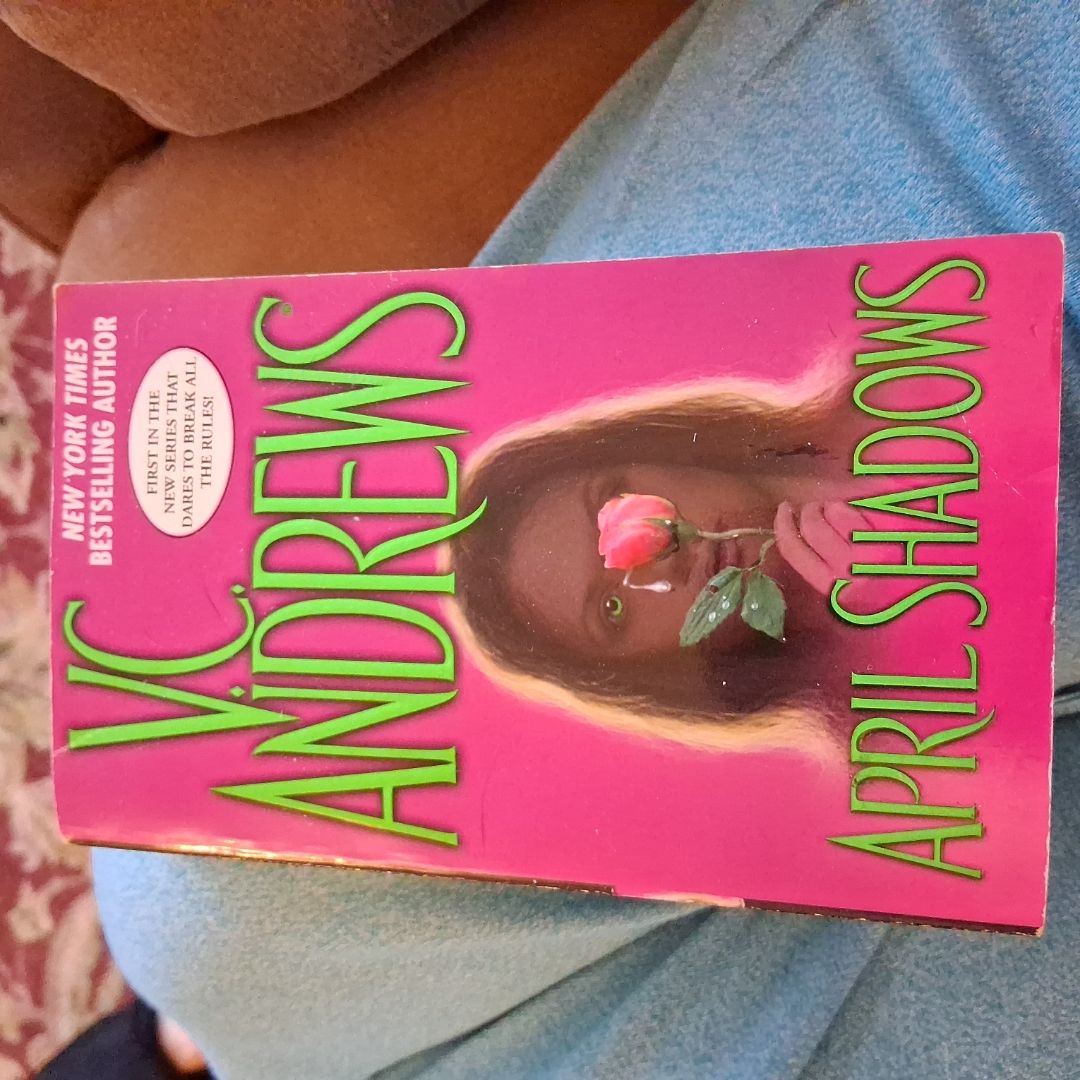 NEW YORK TIMES
BESTSELLING AUTHOR
FIRST IN THE
NEW SERIES THAT
DARES TO BREAK ALL
THE RULES!
V.C.
ANDREWS®
APRIL SHADOWS